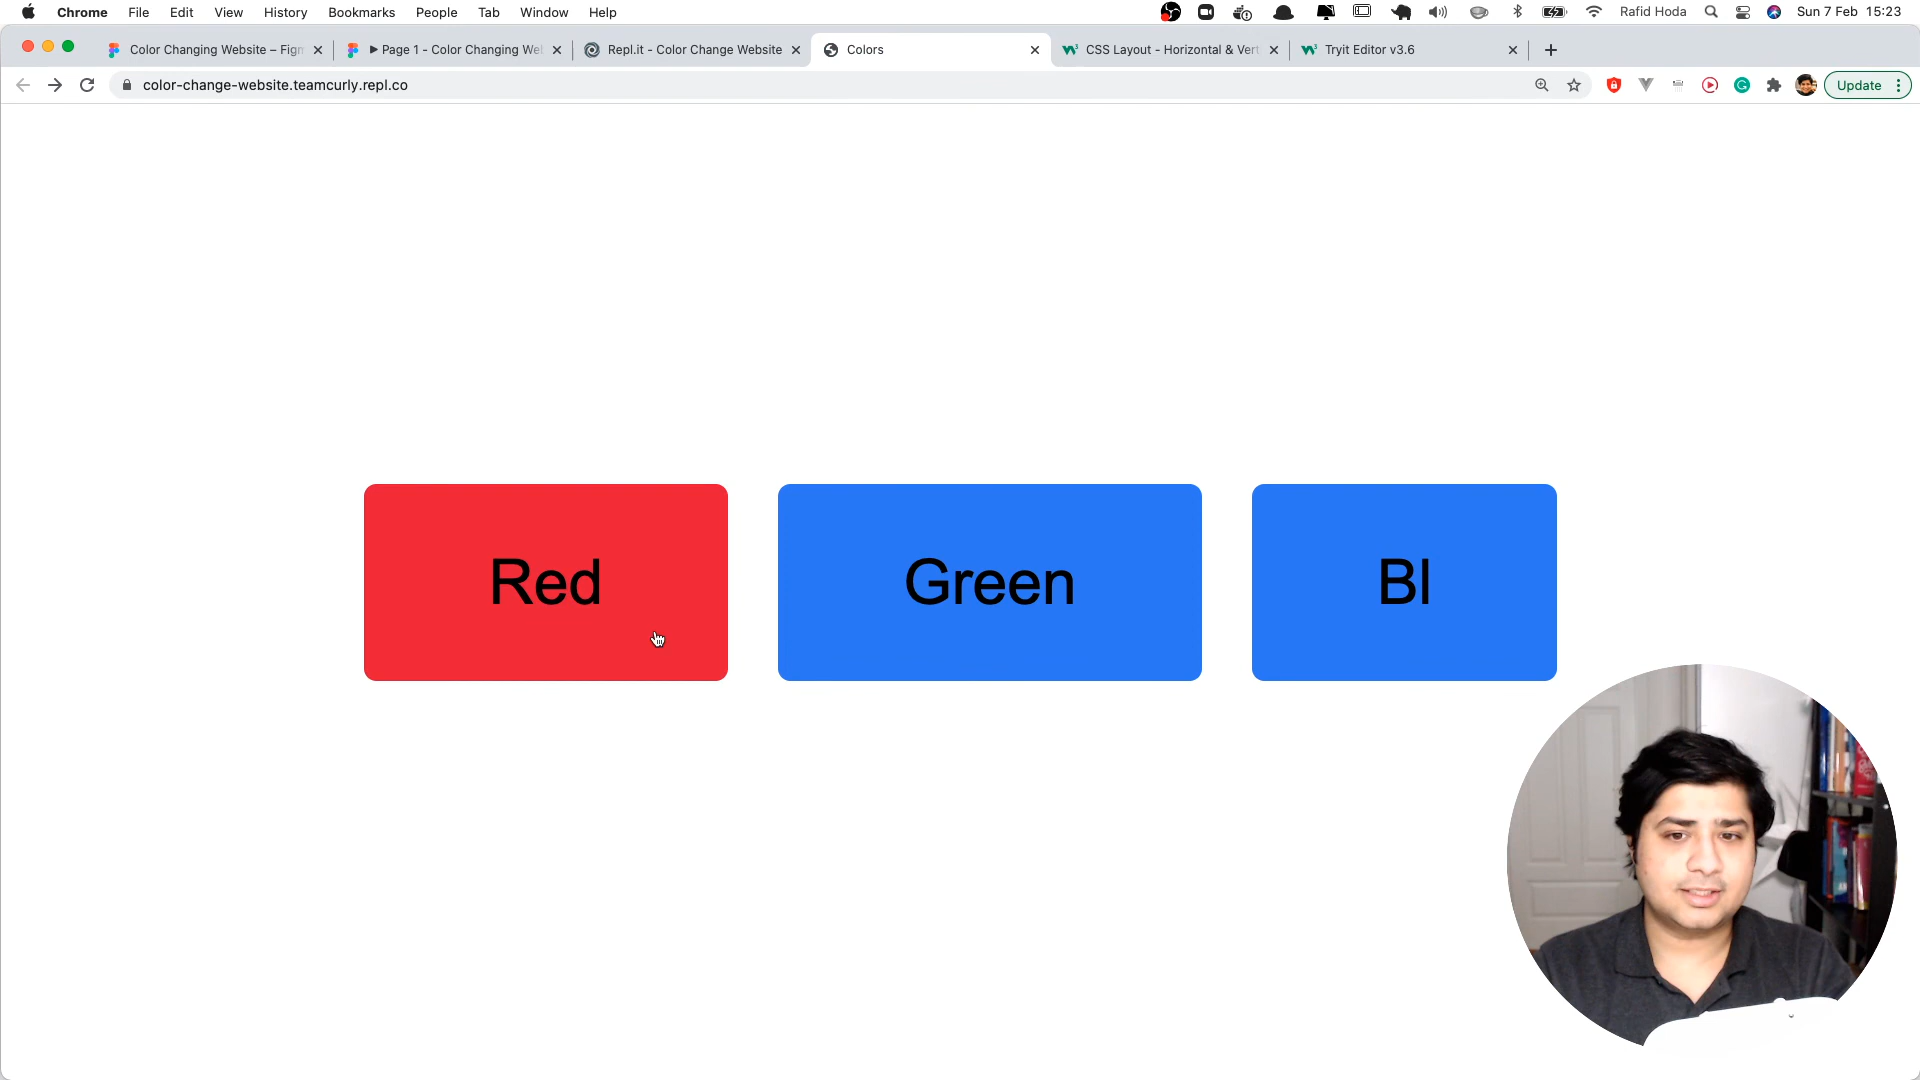 Chrome File Edit View History Bookmarks People Tab Window Help Rafid Hoda Sun 7 Feb 15:23
Color Changing Website – Figm Page 1 - Color Changing We Repl.it - Color Change Website Colors CSS Layout - Horizontal & Vert Tryit Editor v3.6
color-change-website.teamcurly.repl.co Update
Red Green Bl